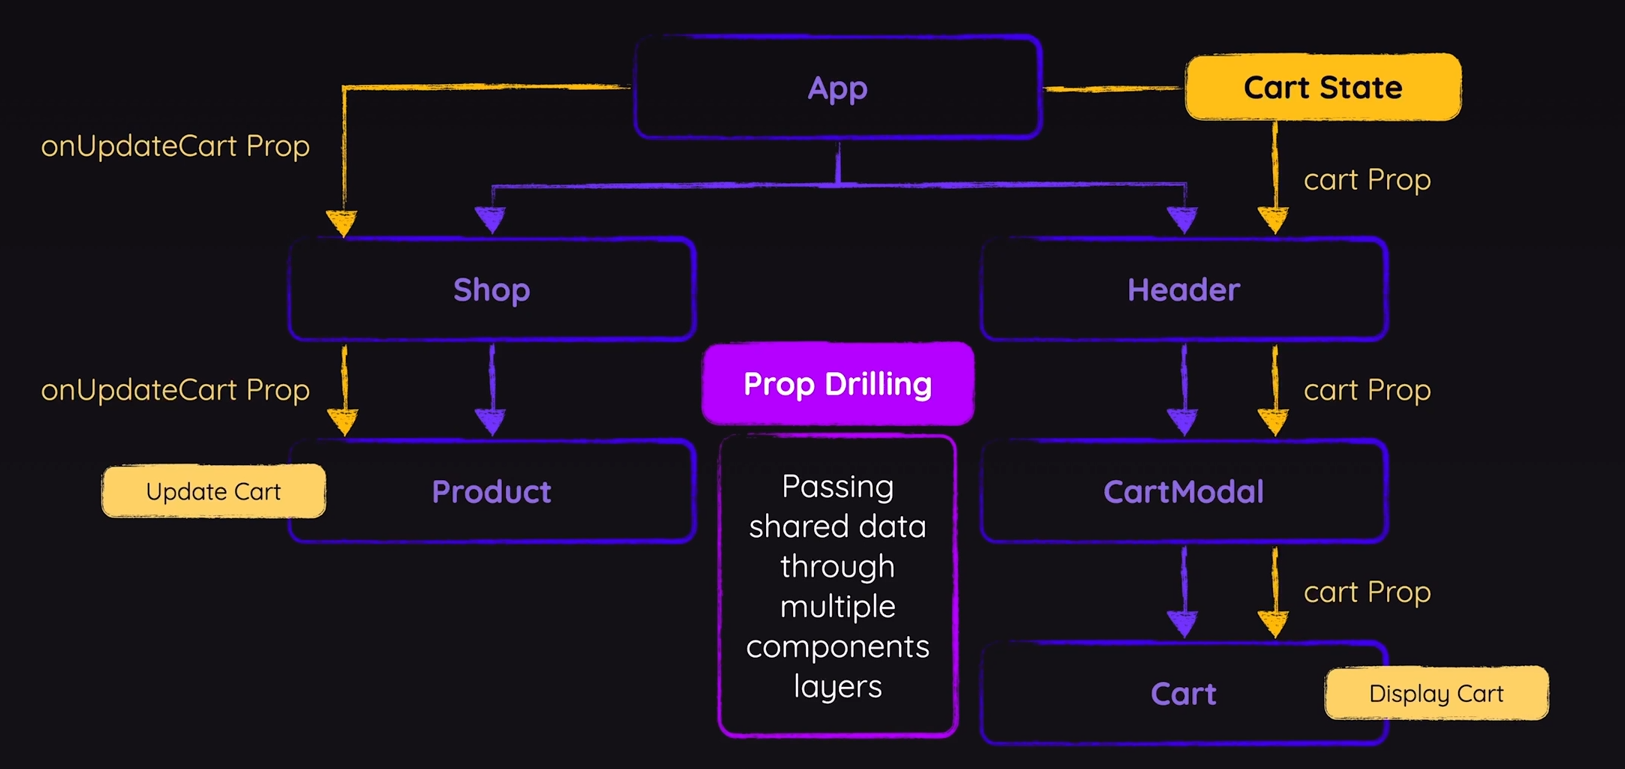 App
Cart State
onUpdateCart Prop
cart Prop
Shop
Header
Prop Drilling
onUpdateCart Prop
cart Prop
Update Cart
Product
Passing
shared data
through
multiple
components
layers
CartModal
cart Prop
Cart
Display Cart